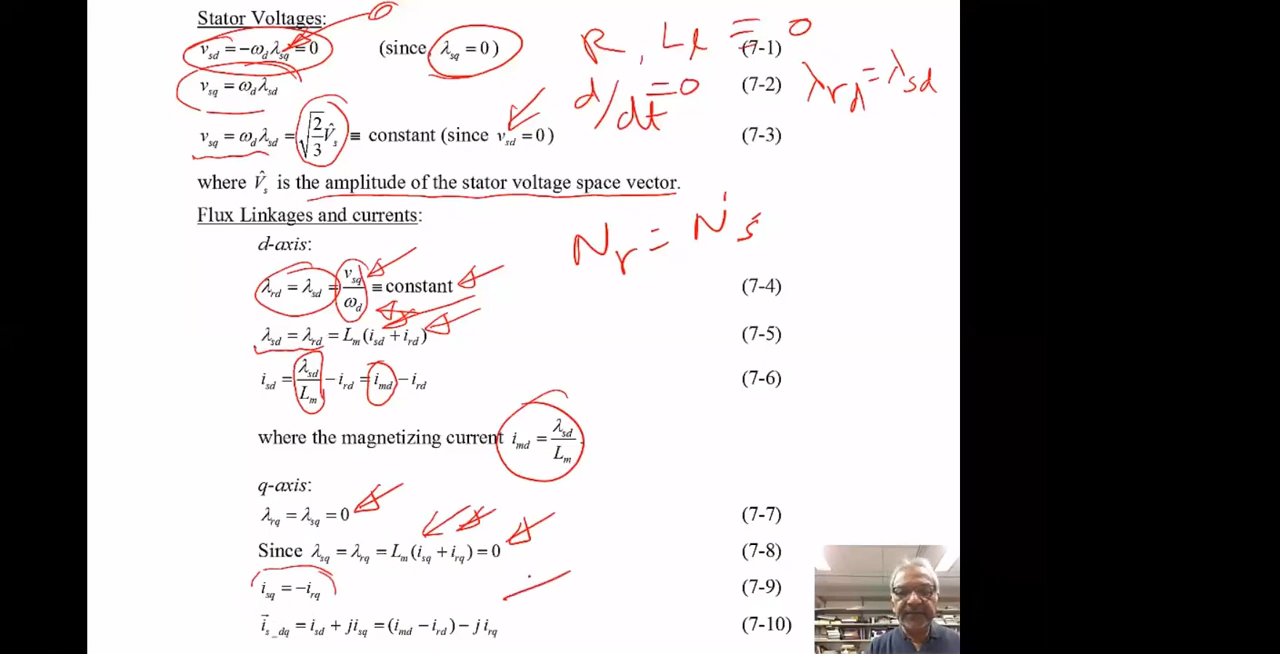 Stator Voltages:
0
v_sd = −ω_d λ_sq = 0 (since λ_sq = 0) (7-1)
R, Ll = 0
v_sq = ω_d λ_sd (7-2)
d/dt = 0
λ_rd = λ_sd
v_sq = ω_d λ_sd = √(2/3) V̂_s ≡ constant (since v_sd = 0) (7-3)
where V̂_s is the amplitude of the stator voltage space vector.
Flux Linkages and currents:
N_r = N_s
d-axis:
λ_rd = λ_sd = v_sq/ω_d ≡ constant (7-4)
λ_sd = λ_rd = L_m(i_sd + i_rd) (7-5)
i_sd = λ_sd/L_m − i_rd = i_md − i_rd (7-6)
where the magnetizing current i_md = λ_sd/L_m.
q-axis:
λ_rq = λ_sq = 0 (7-7)
Since λ_sq = λ_rq = L_m(i_sq + i_rq) = 0 (7-8)
i_sq = −i_rq (7-9)
i⃗_s_dq = i_sd + ji_sq = (i_md − i_rd) − j i_rq (7-10)